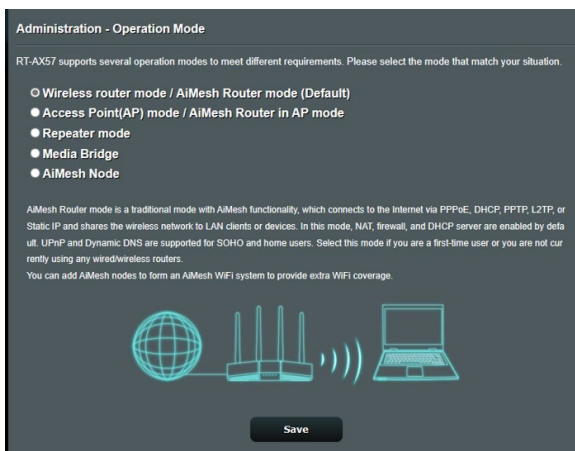 Administration - Operation Mode
RT-AX57 supports several operation modes to meet different requirements. Please select the mode that match your situation.
Wireless router mode / AiMesh Router mode (Default)
Access Point(AP) mode / AiMesh Router in AP mode
Repeater mode
Media Bridge
AiMesh Node
AiMesh Router mode is a traditional mode with AiMesh functionality, which connects to the Internet via PPPoE, DHCP, PPTP, L2TP, or
Static IP and shares the wireless network to LAN clients or devices. In this mode, NAT, firewall, and DHCP server are enabled by defa
ult. UPnP and Dynamic DNS are supported for SOHO and home users. Select this mode if you are a first-time user or you are not cur
rently using any wired/wireless routers.
You can add AiMesh nodes to form an AiMesh WiFi system to provide extra WiFi coverage.
Save